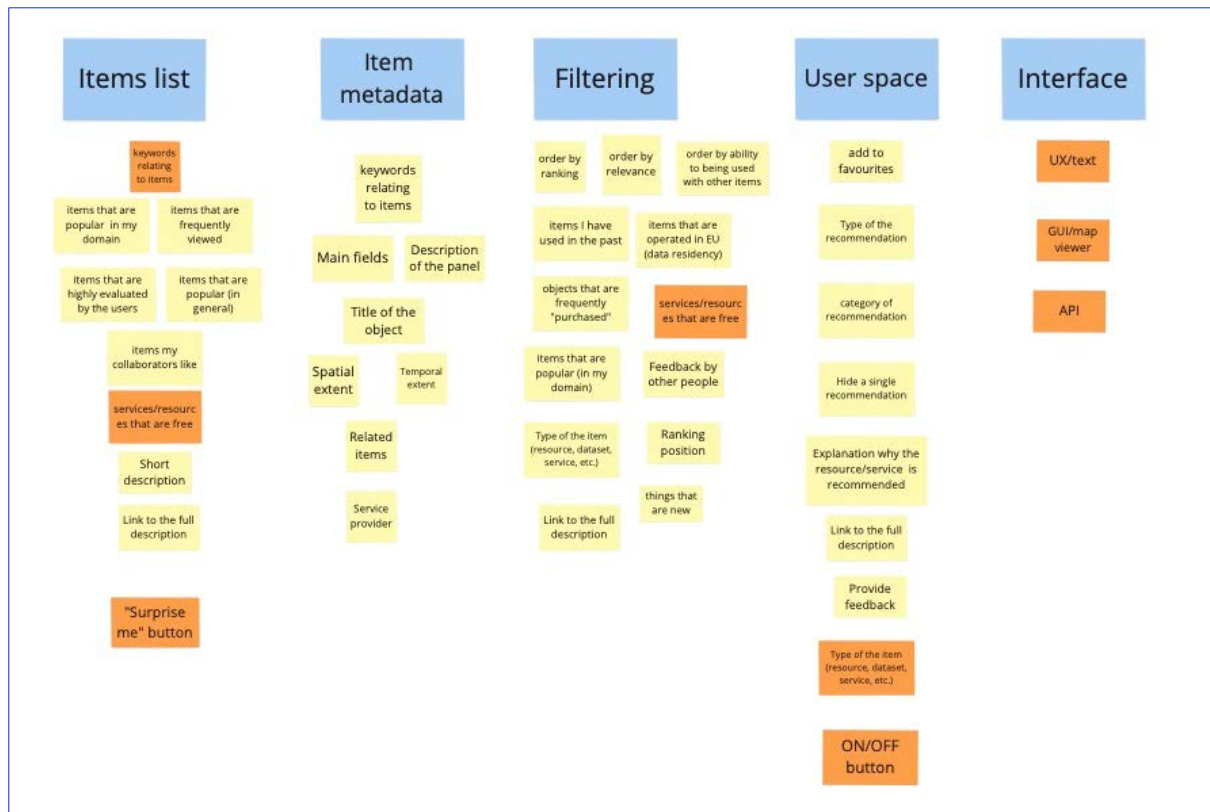 Items list
keywords
relating
to items
items that are
popular in my
domain
items that are
frequently
viewed
items that are
highly evaluated
by the users
items that are
popular (in
general)
items my
collaborators like
services/resourc
es that are free
Short
description
Link to the full
description
"Surprise
me" button
Item
metadata
keywords
relating
to items
Main fields
Description
of the panel
Title of the
object
Spatial
extent
Temporal
extent
Related
items
Service
provider
Filtering
order by
ranking
order by
relevance
order by ability
to being used
with other items
items I have
used in the past
items that are
operated in EU
(data residency)
objects that are
frequently
"purchased"
services/resourc
es that are free
items that are
popular (in my
domain)
Feedback by
other people
Type of the item
(resource, dataset,
service, etc.)
Ranking
position
Link to the full
description
things that
are new
User space
add to
favourites
Type of the
recommendation
category of
recommendation
Hide a single
recommendation
Explanation why the
resource/service is
recommended
Link to the full
description
Provide
feedback
Type of the item
(resource, dataset,
service, etc.)
ON/OFF
button
Interface
UX/text
GUI/map
viewer
API